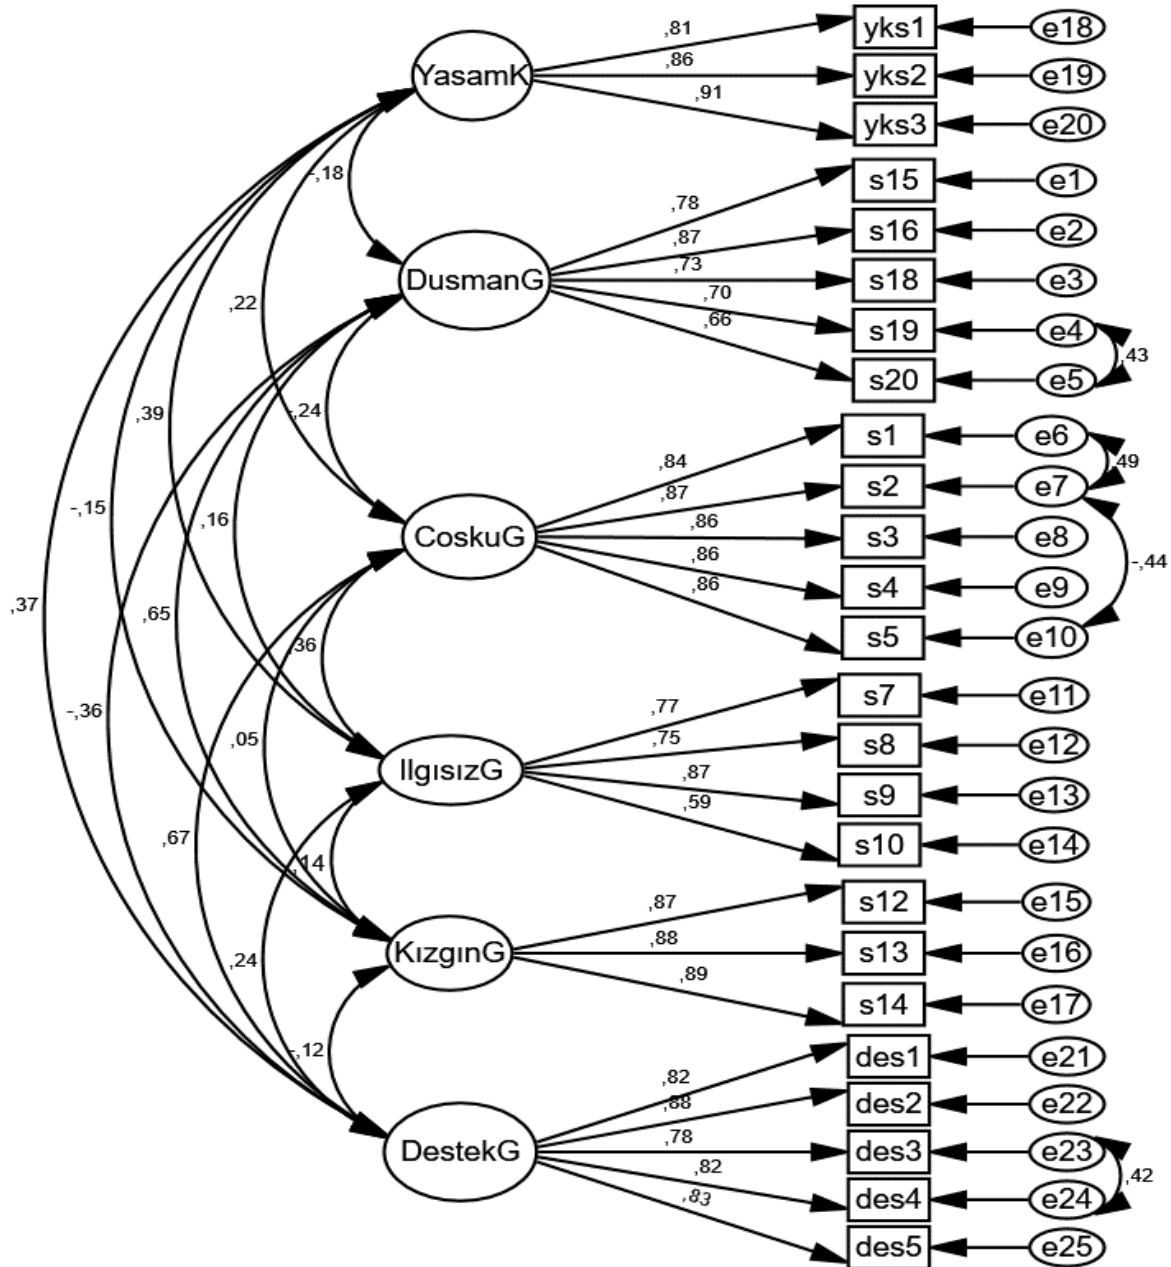 ,81
yks1
e18
YasamK
,86
yks2
e19
,91
yks3
e20
-,18
,78
s15
e1
,87
s16
e2
DusmanG
,73
s18
e3
,22
,70
s19
e4
,66
,43
s20
e5
,39
-,24
,84
s1
e6
,49
,87
s2
e7
-,15
,16
,86
s3
e8
CoskuG
,86
s4
e9
-,44
,86
s5
e10
,37
,65
,36
,77
s7
e11
-,36
,05
,75
s8
e12
IlgısızG
,87
s9
e13
,59
s10
e14
,67
,14
,87
s12
e15
,88
s13
e16
KızgınG
,24
,89
s14
e17
-,12
,82
des1
e21
,88
des2
e22
,78
des3
e23
DestekG
,82
,42
des4
e24
,83
des5
e25